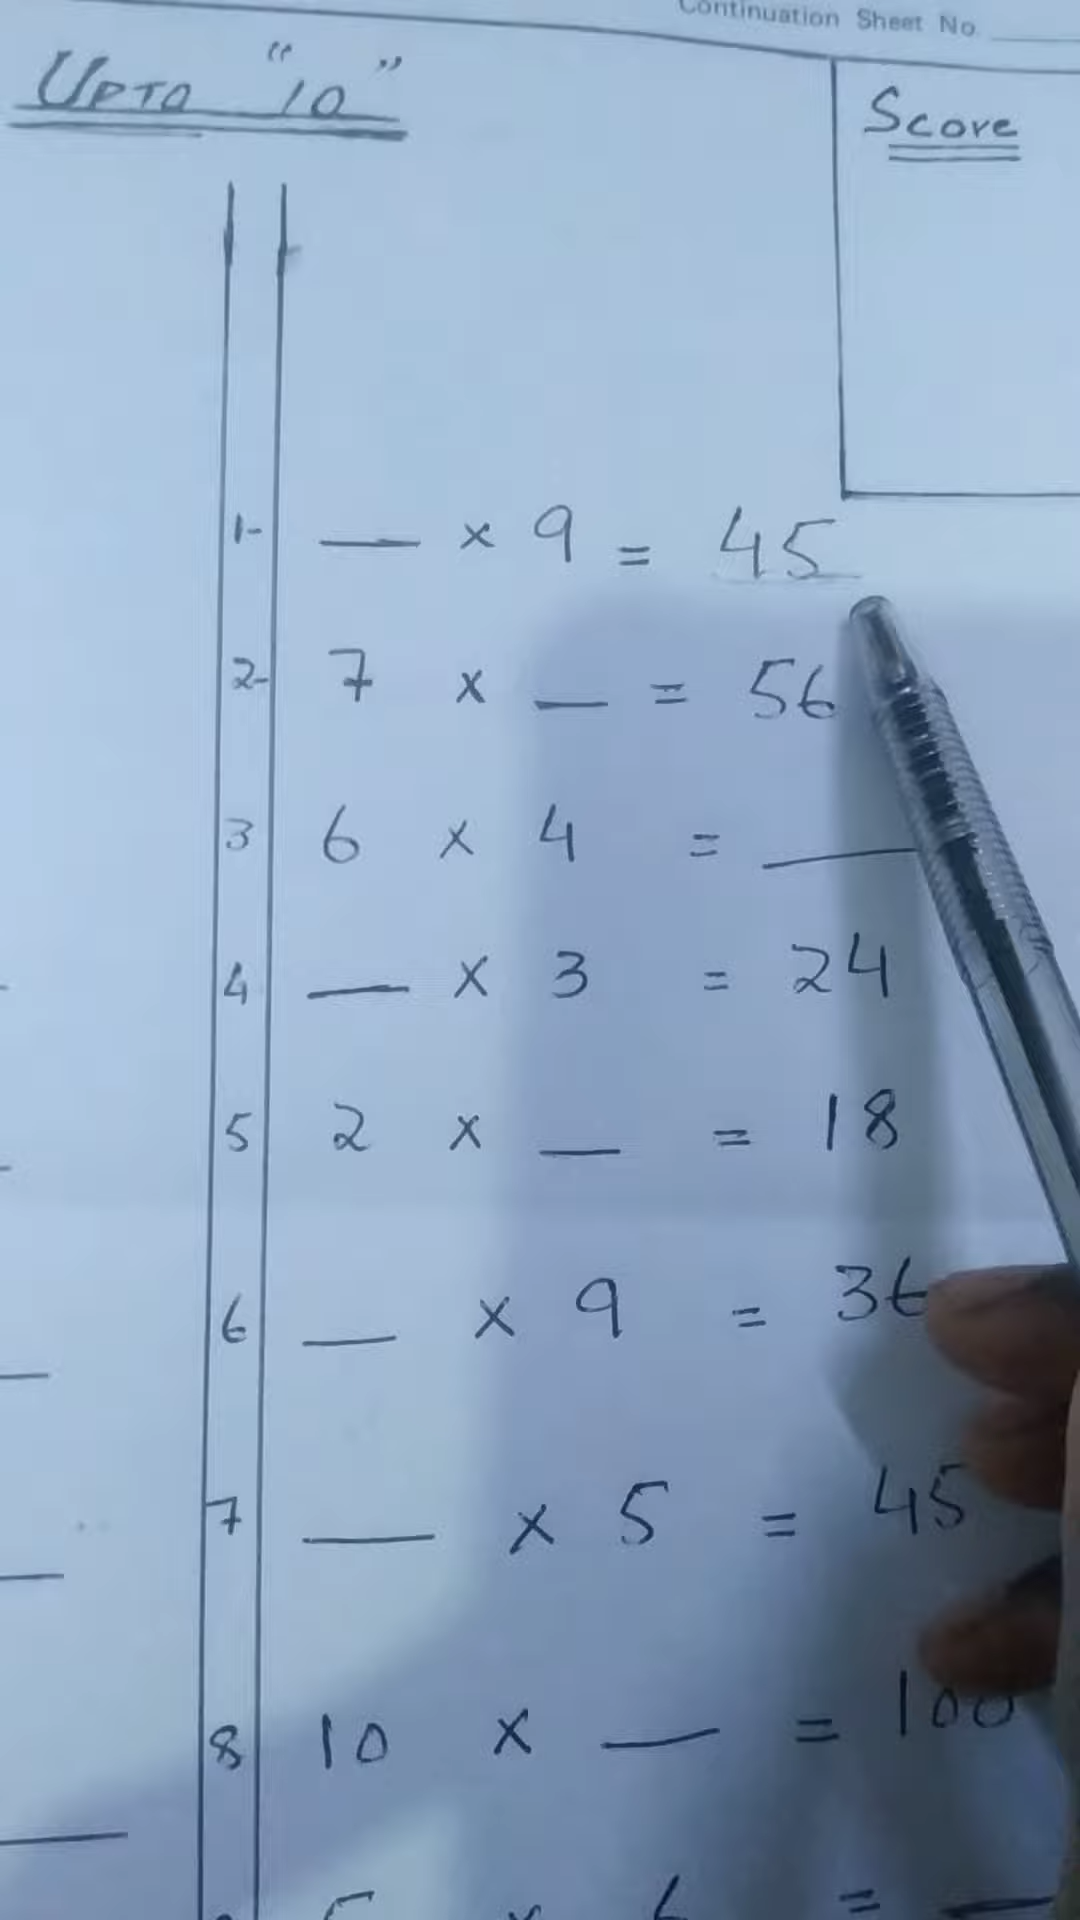 Continuation Sheet No.
UPTO "10"
Score
1- __ × 9 = 45
2- 7 × __ = 56
3 6 × 4 = __
4 __ × 3 = 24
5 2 × __ = 18
6 __ × 9 = 36
7 __ × 5 = 45
8 10 × __ = 100